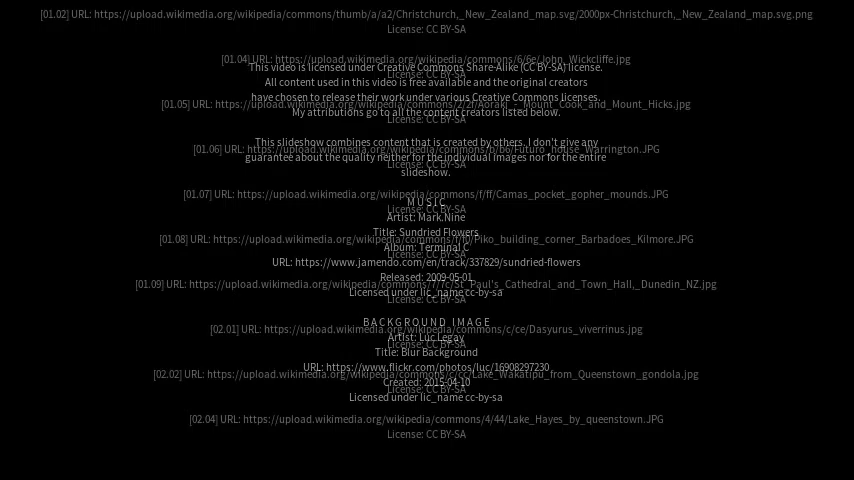 [01.02] URL: https://upload.wikimedia.org/wikipedia/commons/thumb/a/a2/Christchurch,_New_Zealand_map.svg/2000px-Christchurch,_New_Zealand_map.svg.png
License: CC BY-SA
[01.04] URL: https://upload.wikimedia.org/wikipedia/commons/6/6e/John_Wickcliffe.jpg
This video is licensed under Creative Commons Share-Alike (CC BY-SA) license.
License: CC BY-SA
All content used in this video is free available and the original creators
have chosen to release their work under various Creative Commons licenses.
[01.05] URL: https://upload.wikimedia.org/wikipedia/commons/2/2f/Aoraki_-_Mount_Cook_and_Mount_Hicks.jpg
My attributions go to all the content creators listed below.
License: CC BY-SA
This slideshow combines content that is created by others. I don't give any
[01.06] URL: https://upload.wikimedia.org/wikipedia/commons/b/b6/Futuro_house_Warrington.JPG
guarantee about the quality neither for the individual images nor for the entire
License: CC BY-SA
slideshow.
[01.07] URL: https://upload.wikimedia.org/wikipedia/commons/f/ff/Camas_pocket_gopher_mounds.JPG
MUSIC
License: CC BY-SA
Artist: Mark.Nine
Title: Sundried Flowers
[01.08] URL: https://upload.wikimedia.org/wikipedia/commons/f/f0/Piko_building_corner_Barbadoes_Kilmore.JPG
Album: Terminal C
License: CC BY-SA
URL: https://www.jamendo.com/en/track/337829/sundried-flowers
Released: 2009-05-01
[01.09] URL: https://upload.wikimedia.org/wikipedia/commons/7/7c/St_Paul's_Cathedral_and_Town_Hall,_Dunedin_NZ.jpg
Licensed under lic_name cc-by-sa
License: CC BY-SA
BACKGROUND IMAGE
[02.01] URL: https://upload.wikimedia.org/wikipedia/commons/c/ce/Dasyurus_viverrinus.jpg
Artist: Luc Legay
License: CC BY-SA
Title: Blur Background
URL: https://www.flickr.com/photos/luc/16908297230
[02.02] URL: https://upload.wikimedia.org/wikipedia/commons/c/cc/Lake_Wakatipu_from_Queenstown_gondola.jpg
Created: 2015-04-10
License: CC BY-SA
Licensed under lic_name cc-by-sa
[02.04] URL: https://upload.wikimedia.org/wikipedia/commons/4/44/Lake_Hayes_by_queenstown.JPG
License: CC BY-SA